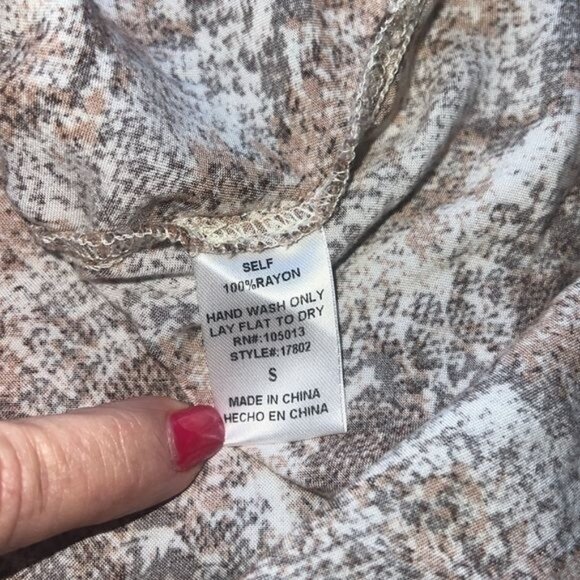 SELF
100%RAYON
HAND WASH ONLY
LAY FLAT TO DRY
RN#:105013
STYLE#:17802
S
MADE IN CHINA
HECHO EN CHINA